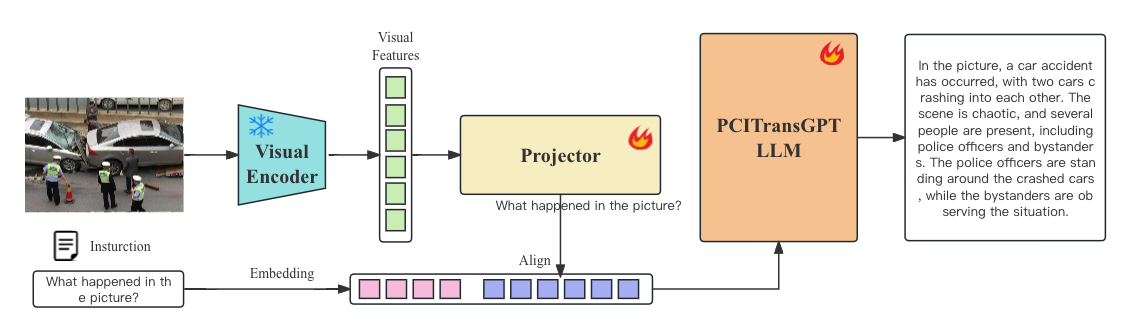 Visual
Features
Visual
Encoder
Projector
What happened in the picture?
PCITransGPT
LLM
In the picture, a car accident
has occurred, with two cars c
rashing into each other. The
scene is chaotic, and several
people are present, including
police officers and bystander
s. The police officers are stan
ding around the crashed cars
, while the bystanders are ob
serving the situation.
Insturction
What happened in th
e picture?
Embedding
Align